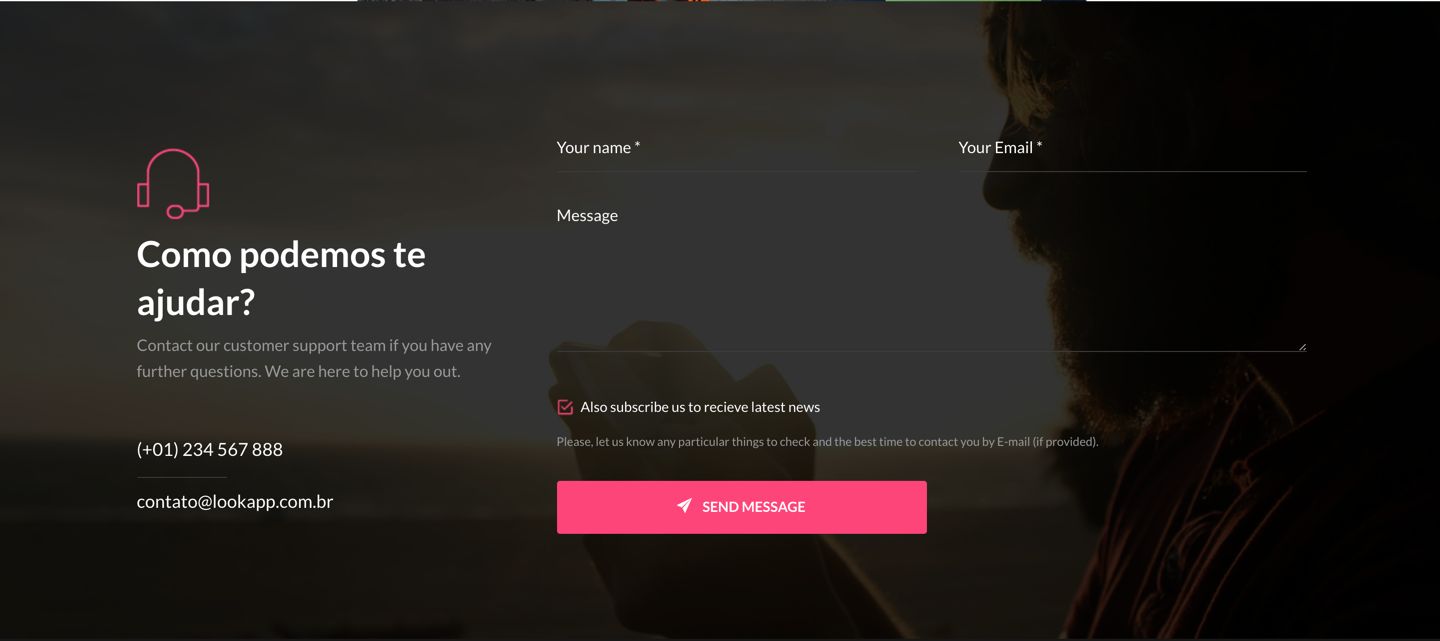 Como podemos te
ajudar?
Contact our customer support team if you have any
further questions. We are here to help you out.
(+01) 234 567 888
contato@lookapp.com.br
Your name *
Your Email *
Message
Also subscribe us to recieve latest news
Please, let us know any particular things to check and the best time to contact you by E-mail (if provided).
SEND MESSAGE